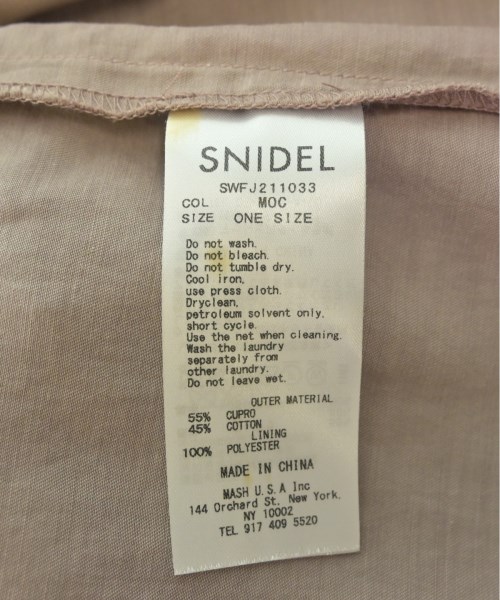 SNIDEL
SWFJ211033
COL MOC
SIZE ONE SIZE
Do not wash.
Do not bleach.
Do not tumble dry.
Cool iron,
use press cloth.
Dryclean,
petroleum solvent only,
short cycle.
Use the net when cleaning.
Wash the laundry
separately from
other laundry.
Do not leave wet.
OUTER MATERIAL
55% CUPRO
45% COTTON
LINING
100% POLYESTER
MADE IN CHINA
MASH U.S.A Inc
144 Orchard St. New York,
NY 10002
TEL 917 409 5520